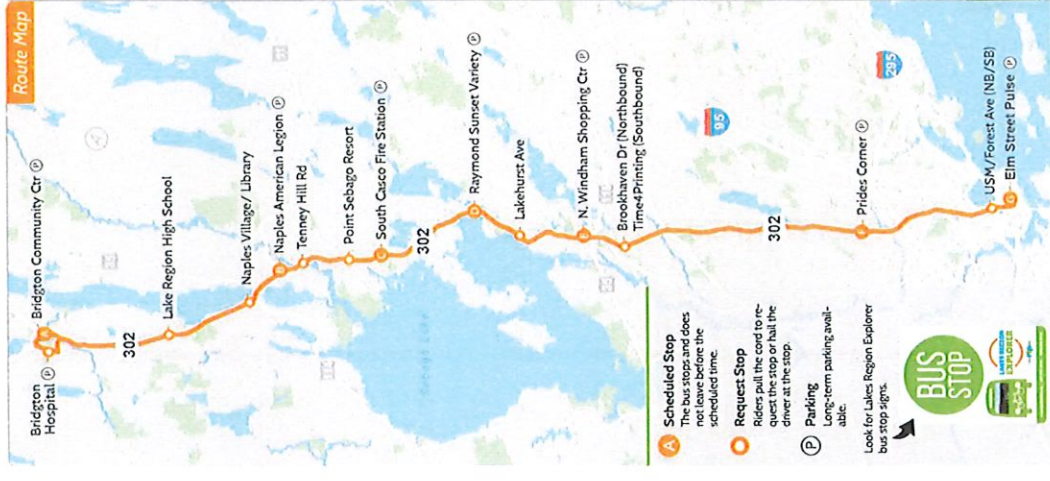 Route Map
Bridgton
Hospital P
Bridgton Community Ctr P
302
Lake Region High School
Naples Village/ Library
Naples American Legion P
Tenney Hill Rd
Point Sebago Resort
South Casco Fire Station P
302
Raymond Sunset Variety P
Lakehurst Ave
N. Windham Shopping Ctr P
Brookhaven Dr (Northbound)
Time4Printing (Southbound)
95
302
Prides Corner P
295
USM/Forest Ave (NB/SB)
Elm Street Pulse P
A Scheduled Stop
The bus stops and does
not leave before the
scheduled time.
Request Stop
Riders pull the cord to re-
quest the stop or hail the
driver at the stop.
P Parking
Long-term parking avail-
able.
Look for Lakes Region Explorer
bus stop signs.
BUS
STOP
LAKES REGION
EXPLORER